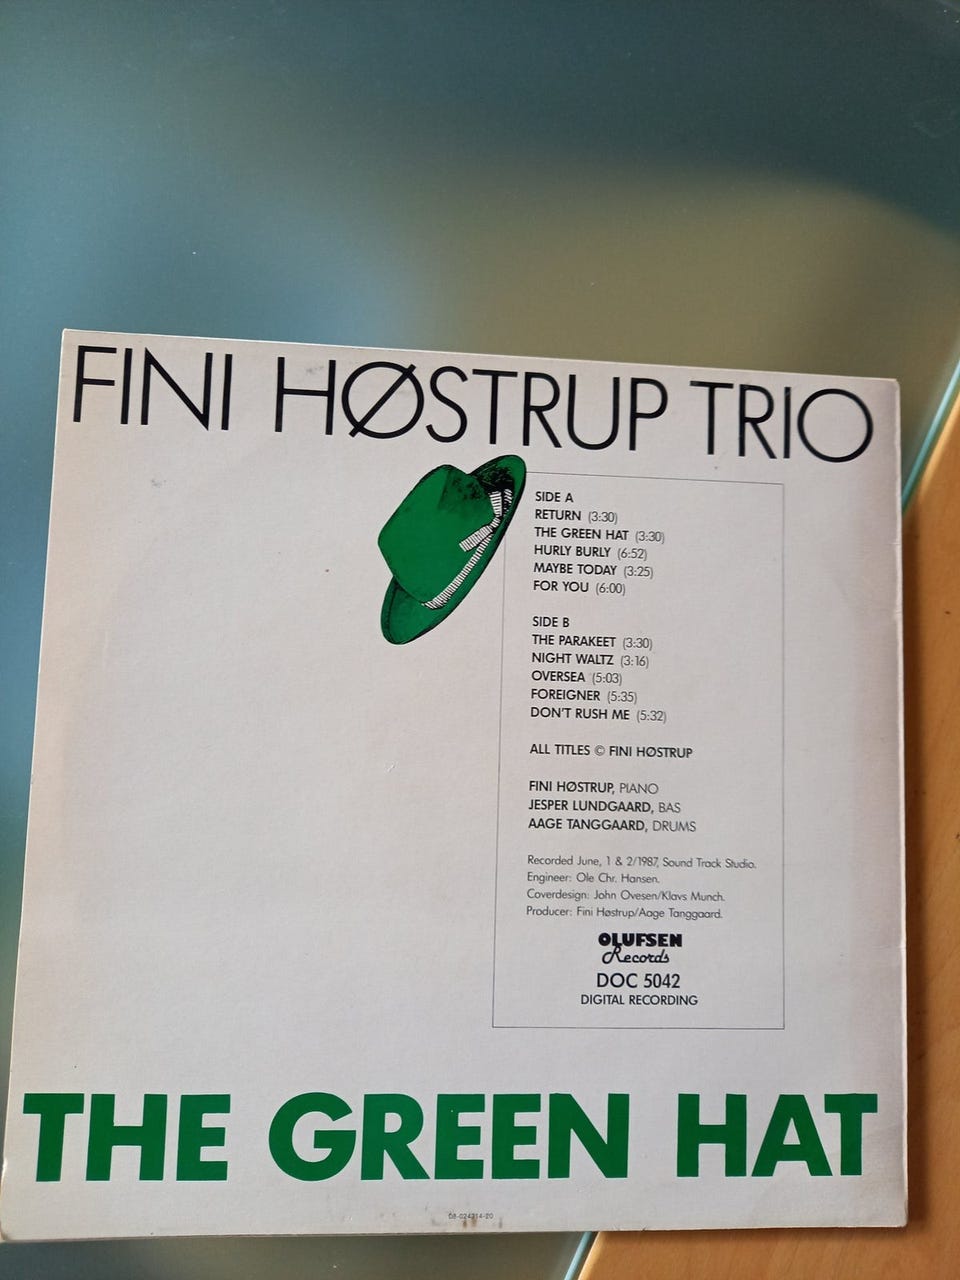 FINI HØSTRUP TRIO
SIDE A
RETURN (3:30)
THE GREEN HAT (3:30)
HURLY BURLY (6:52)
MAYBE TODAY (3:25)
FOR YOU (6:00)
SIDE B
THE PARAKEET (3:30)
NIGHT WALTZ (3:16)
OVERSEA (5:03)
FOREIGNER (5:35)
DON'T RUSH ME (5:32)
ALL TITLES © FINI HØSTRUP
FINI HØSTRUP, PIANO
JESPER LUNDGAARD, BAS
AAGE TANGGAARD, DRUMS
Recorded June, 1 & 2/1987, Sound Track Studio.
Engineer: Ole Chr. Hansen.
Coverdesign: John Ovesen/Klavs Munch.
Producer: Fini Høstrup/Aage Tanggaard.
OLUFSEN
Records
DOC 5042
DIGITAL RECORDING
THE GREEN HAT